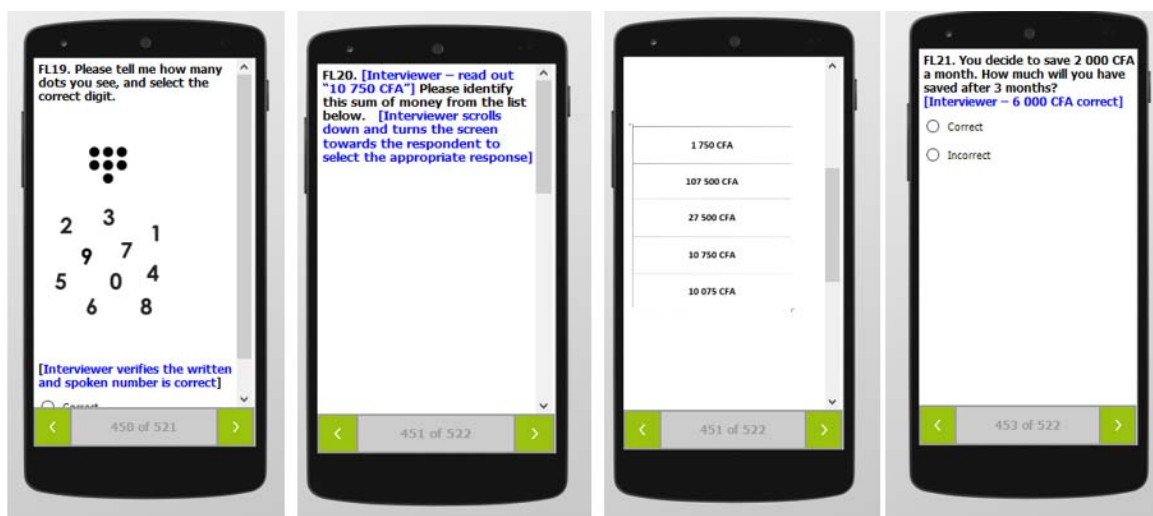 FL19. Please tell me how many
dots you see, and select the
correct digit.
2 3 1
9 7
5 0 4
6 8
[Interviewer verifies the written
and spoken number is correct]
Correct
450 of 521
FL20. [Interviewer – read out
"10 750 CFA"] Please identify
this sum of money from the list
below. [Interviewer scrolls
down and turns the screen
towards the respondent to
select the appropriate response]
451 of 522
1 750 CFA
107 500 CFA
27 500 CFA
10 750 CFA
10 075 CFA
451 of 522
FL21. You decide to save 2 000 CFA
a month. How much will you have
saved after 3 months?
[Interviewer – 6 000 CFA correct]
Correct
Incorrect
453 of 522